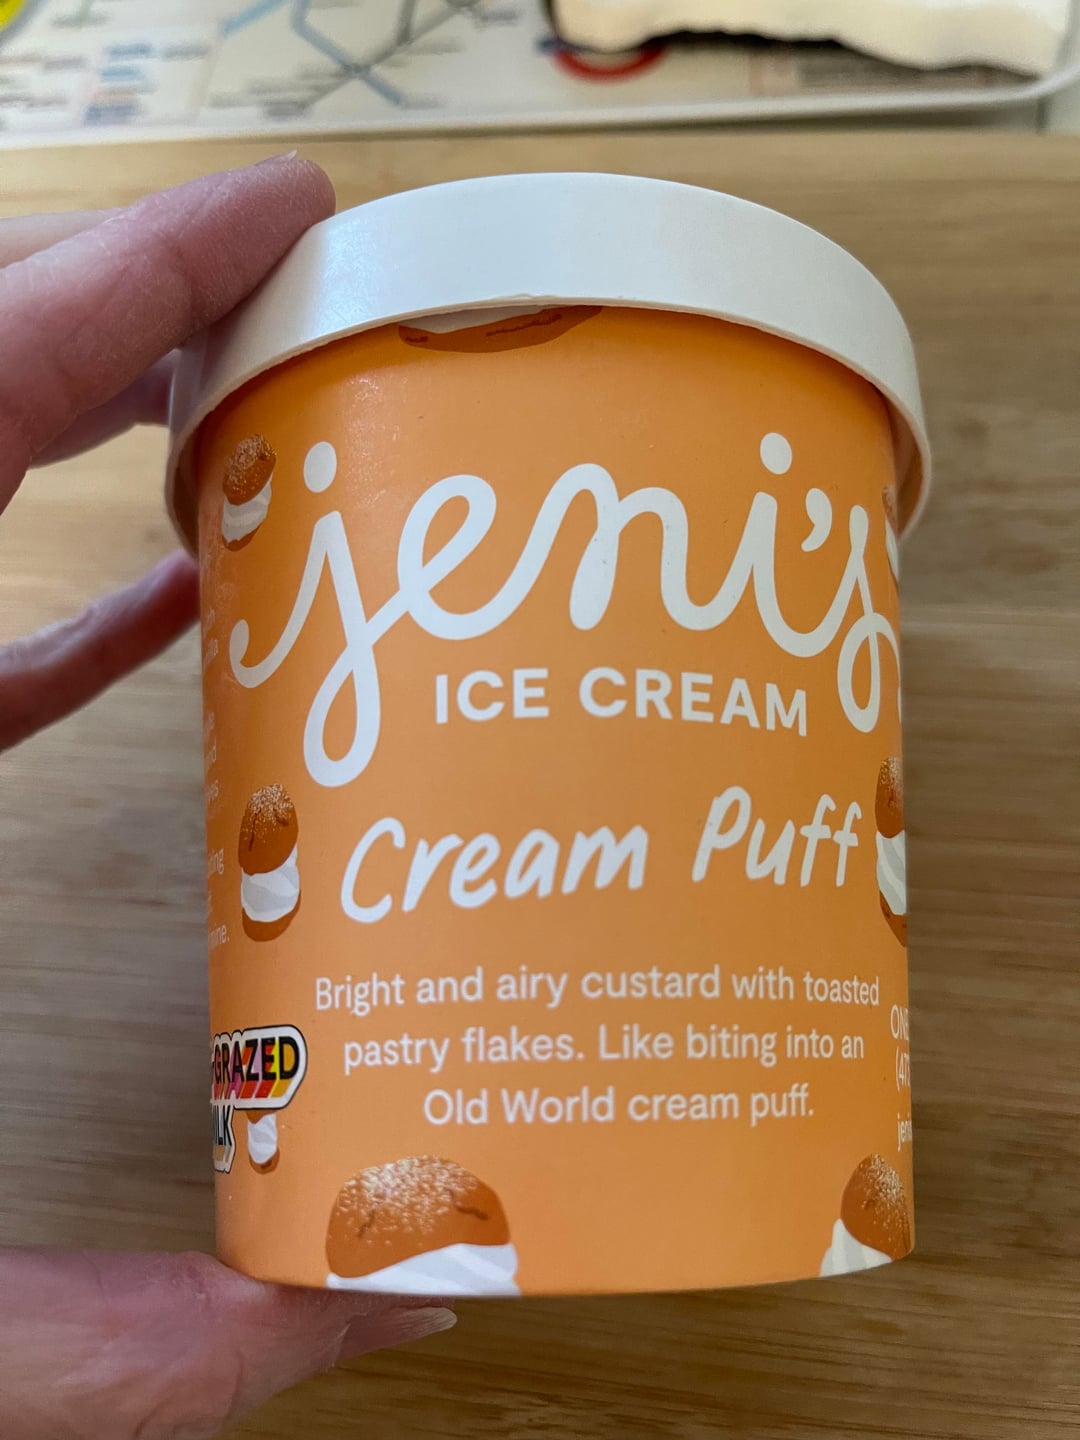 jeni's
ICE CREAM
Cream Puff
Bright and airy custard with toasted
pastry flakes. Like biting into an
Old World cream puff.
GRAZED